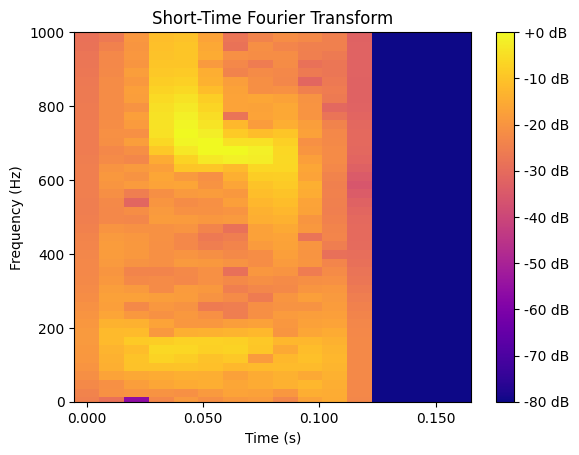 Short-Time Fourier Transform
1000
800
600
400
200
0
Frequency (Hz)
0.000
0.050
0.100
0.150
Time (s)
+0 dB
-10 dB
-20 dB
-30 dB
-40 dB
-50 dB
-60 dB
-70 dB
-80 dB